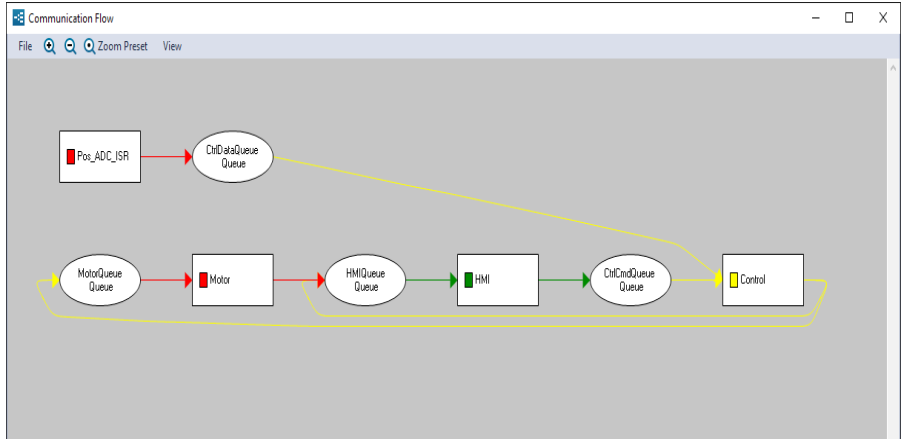 Communication Flow
File Zoom Preset View
Pos_ADC_ISR
CtrlDataQueue
Queue
MotorQueue
Queue
Motor
HMIQueue
Queue
HMI
CtrlCmdQueue
Queue
Control